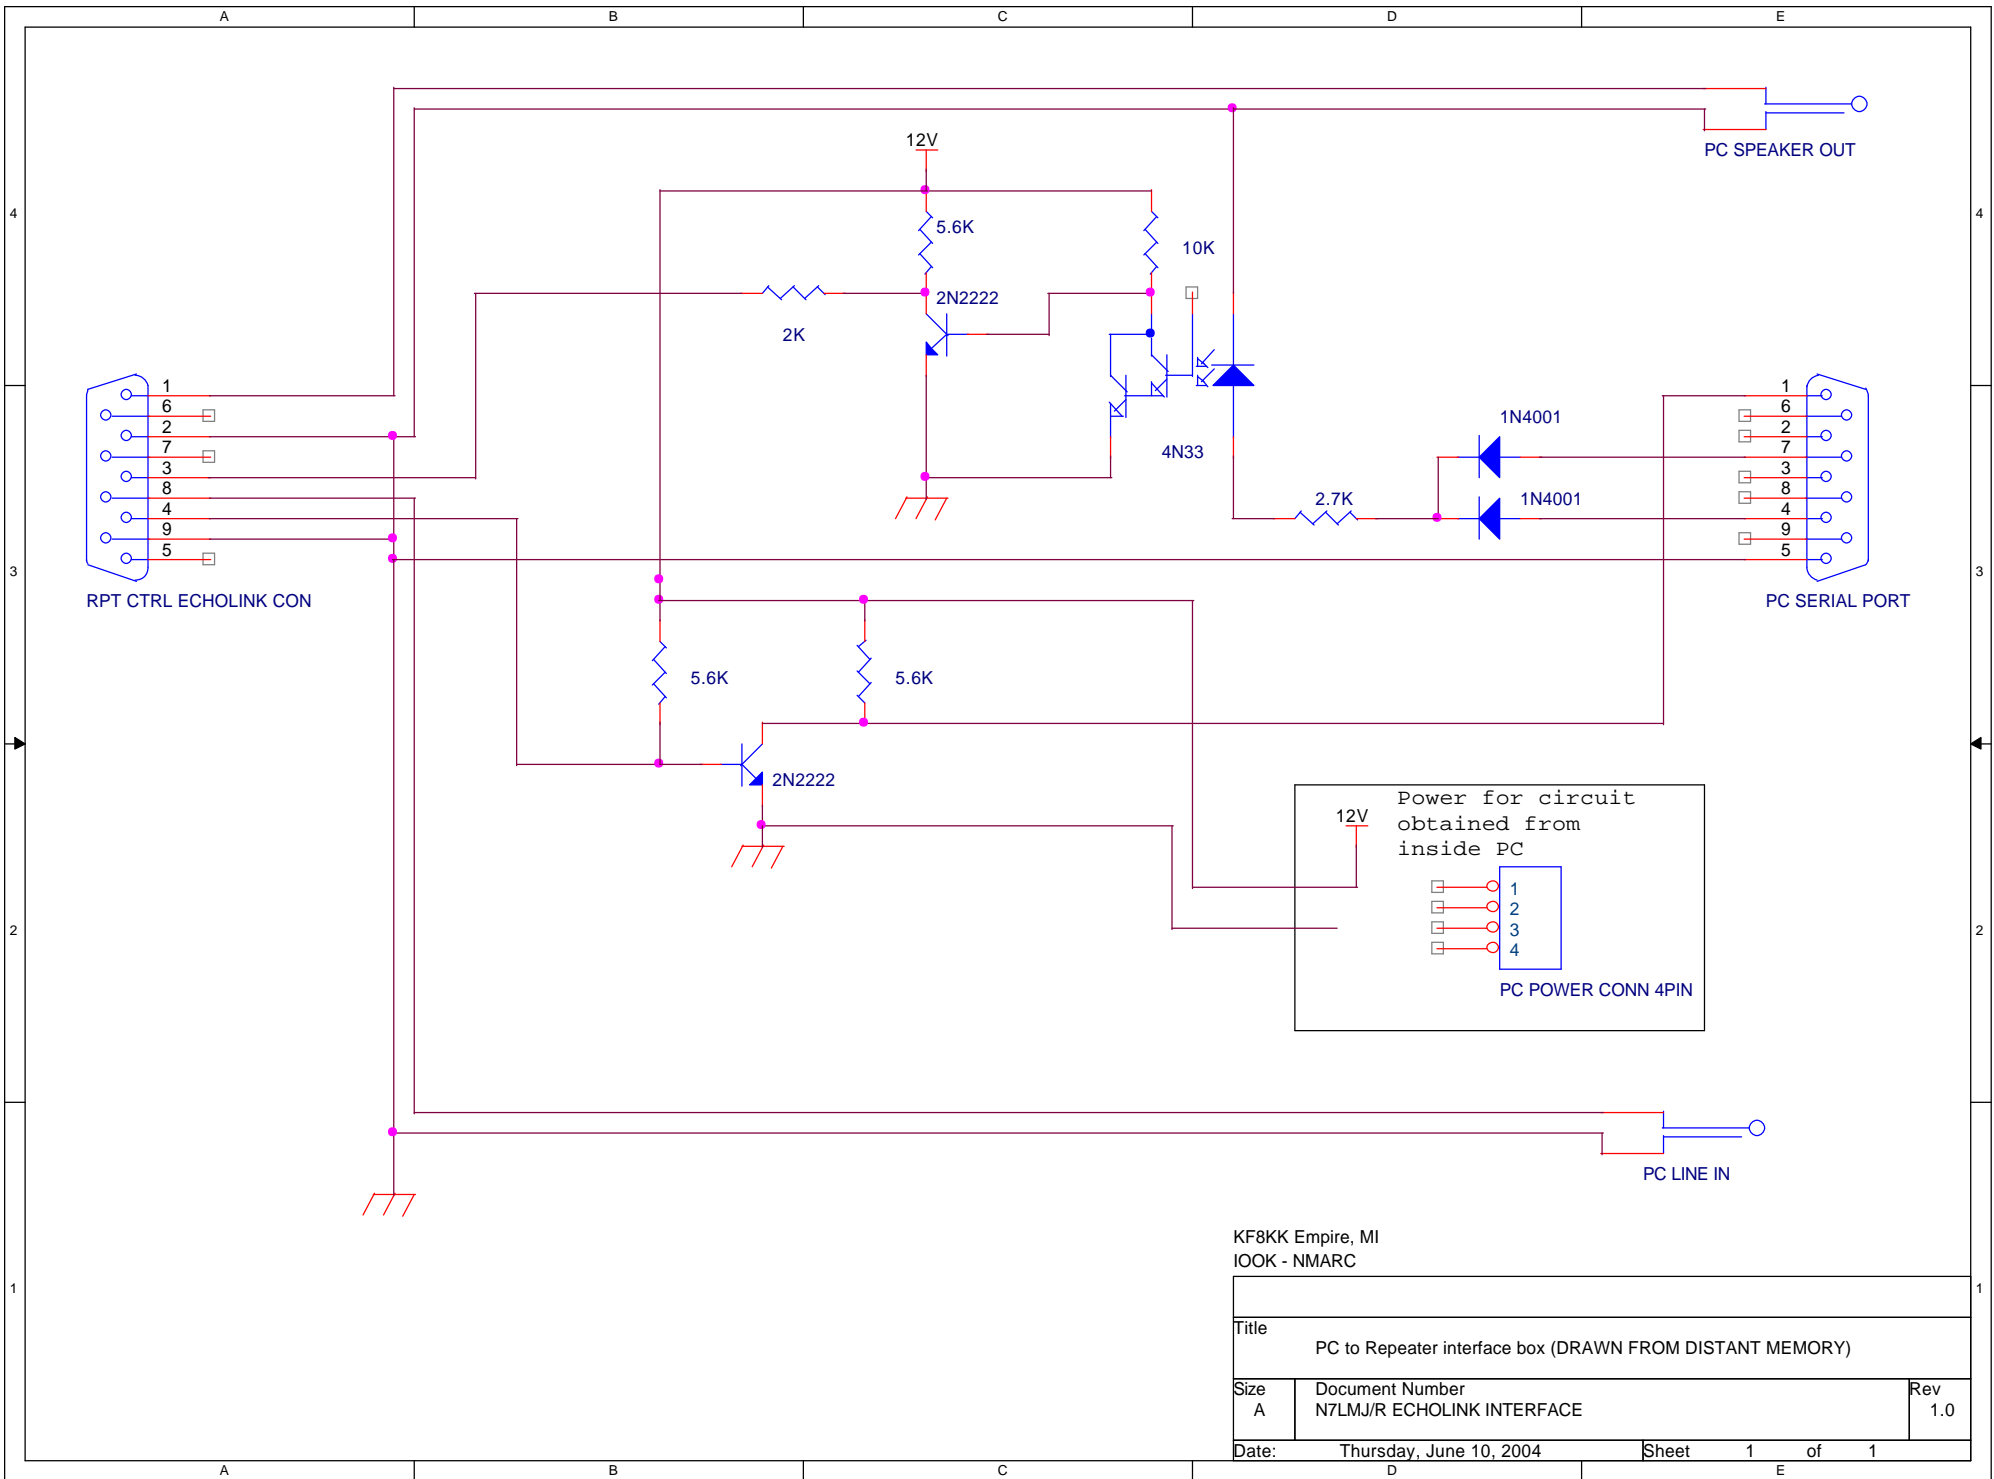 A B C D E
PC SPEAKER OUT
12V
4 4
5.6K
10K
2N2222
2K
1
6
2
7
3
8
4
9
5
RPT CTRL ECHOLINK CON
4N33
1N4001
1N4001
2.7K
1
6
2
7
3
8
4
9
5
PC SERIAL PORT
3 3
5.6K
5.6K
2N2222
Power for circuit
obtained from
inside PC
12V
1
2
3
4
PC POWER CONN 4PIN
2 2
PC LINE IN
KF8KK Empire, MI
IOOK - NMARC
1 1
Title
PC to Repeater interface box (DRAWN FROM DISTANT MEMORY)
Size Document Number Rev
A N7LMJ/R ECHOLINK INTERFACE 1.0
Date: Thursday, June 10, 2004 Sheet 1 of 1
A B C D E